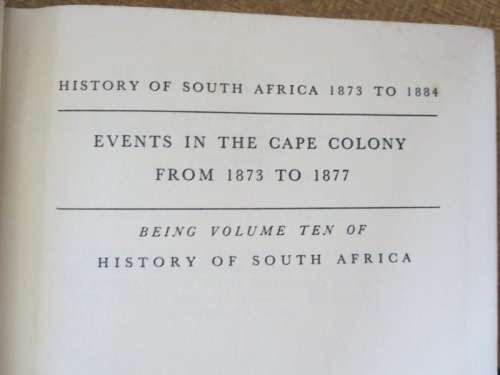 HISTORY OF SOUTH AFRICA 1873 TO 1884
EVENTS IN THE CAPE COLONY
FROM 1873 TO 1877
BEING VOLUME TEN OF
HISTORY OF SOUTH AFRICA